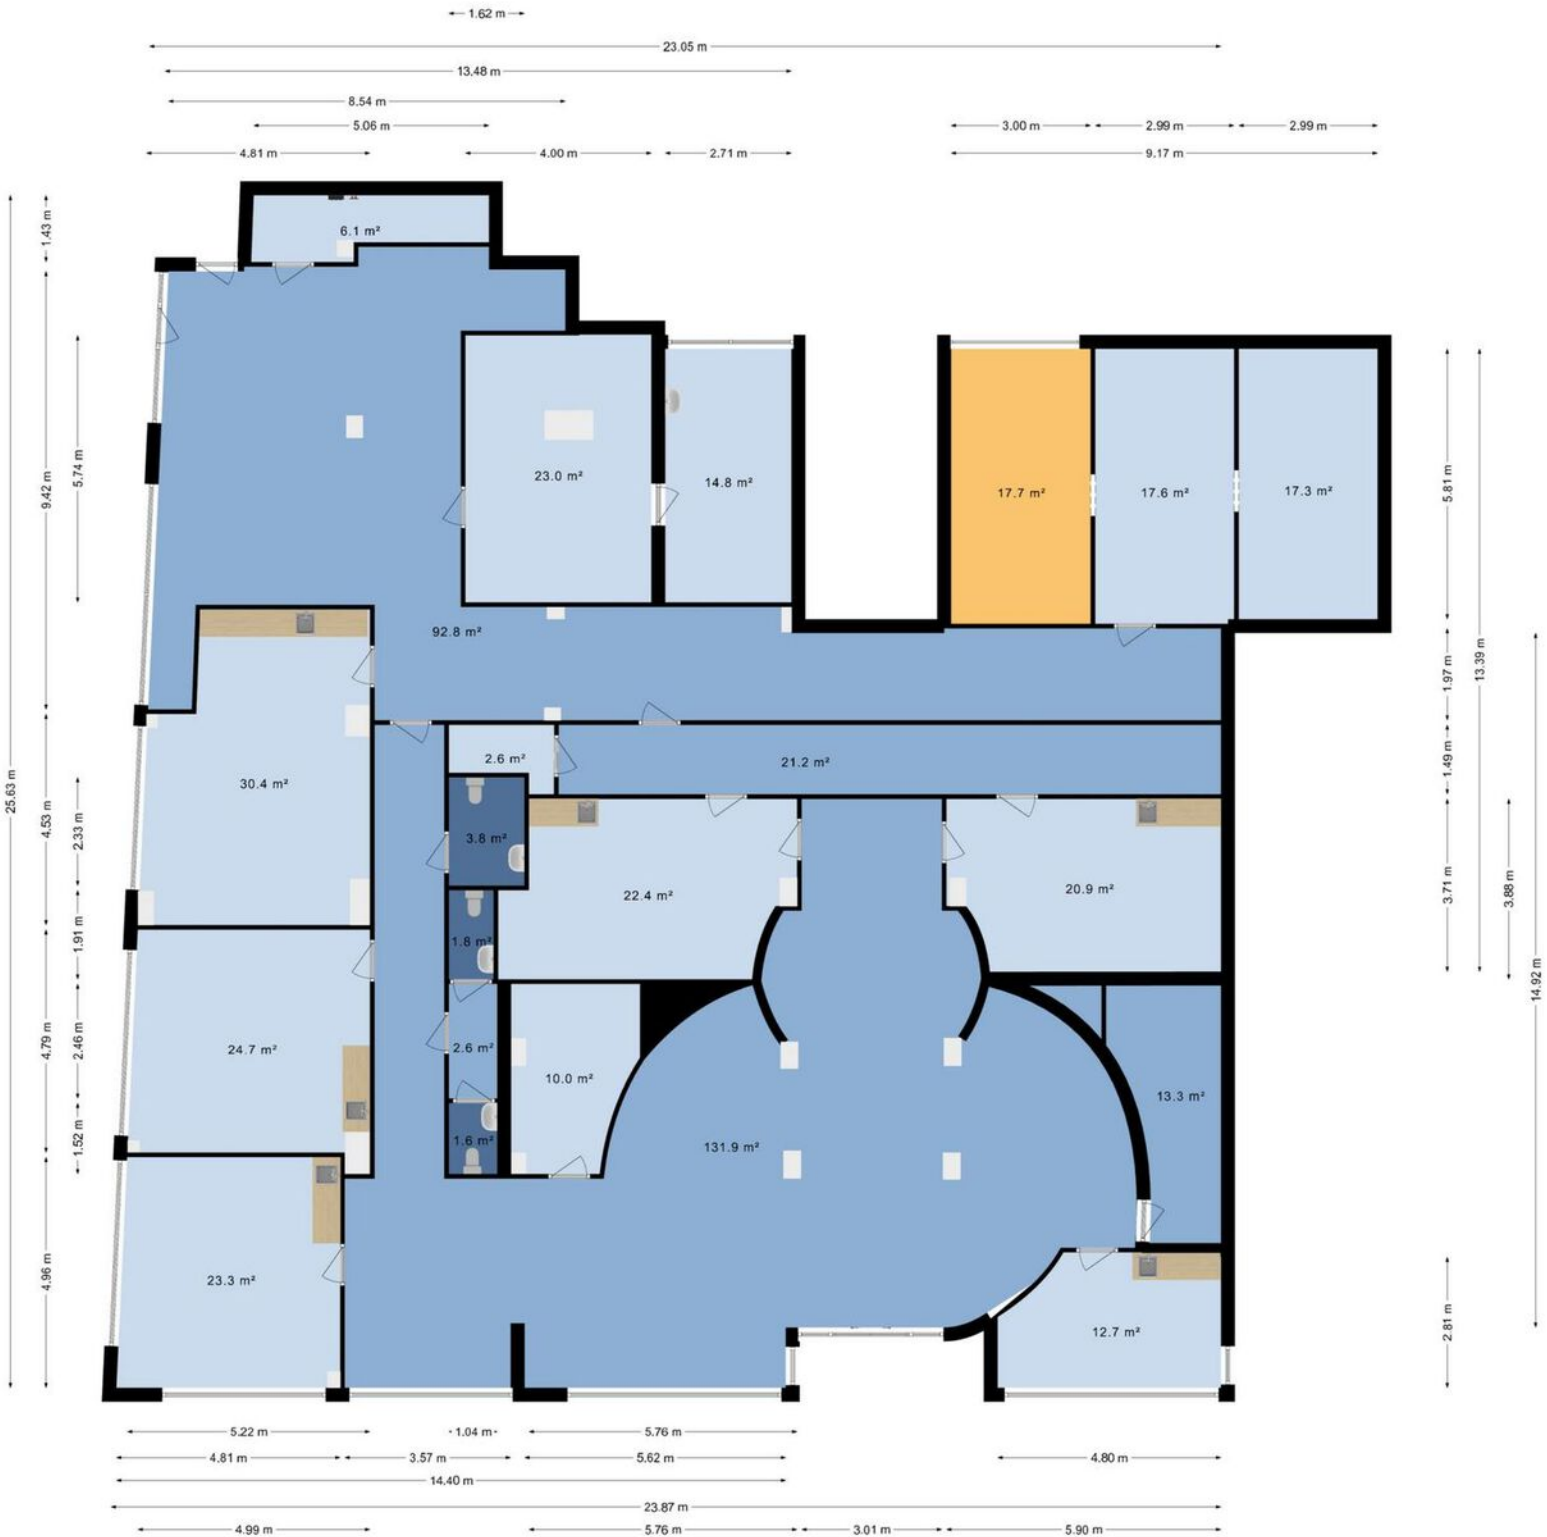 1.62 m
23.05 m
13.48 m
8.54 m
5.06 m
3.00 m
2.99 m
2.99 m
4.81 m
4.00 m
2.71 m
9.17 m
1.43 m
6.1 m²
9.42 m
5.74 m
23.0 m²
14.8 m²
17.7 m²
17.6 m²
17.3 m²
5.81 m
92.8 m²
1.97 m
13.39 m
25.63 m
4.53 m
2.33 m
30.4 m²
2.6 m²
21.2 m²
1.49 m
3.8 m²
22.4 m²
20.9 m²
3.71 m
3.88 m
1.91 m
1.8 m²
14.92 m
4.79 m
2.46 m
24.7 m²
2.6 m²
10.0 m²
13.3 m²
1.52 m
1.6 m²
131.9 m²
4.96 m
23.3 m²
12.7 m²
2.81 m
5.22 m
1.04 m
5.76 m
4.81 m
3.57 m
5.62 m
4.80 m
14.40 m
23.87 m
4.99 m
5.76 m
3.01 m
5.90 m